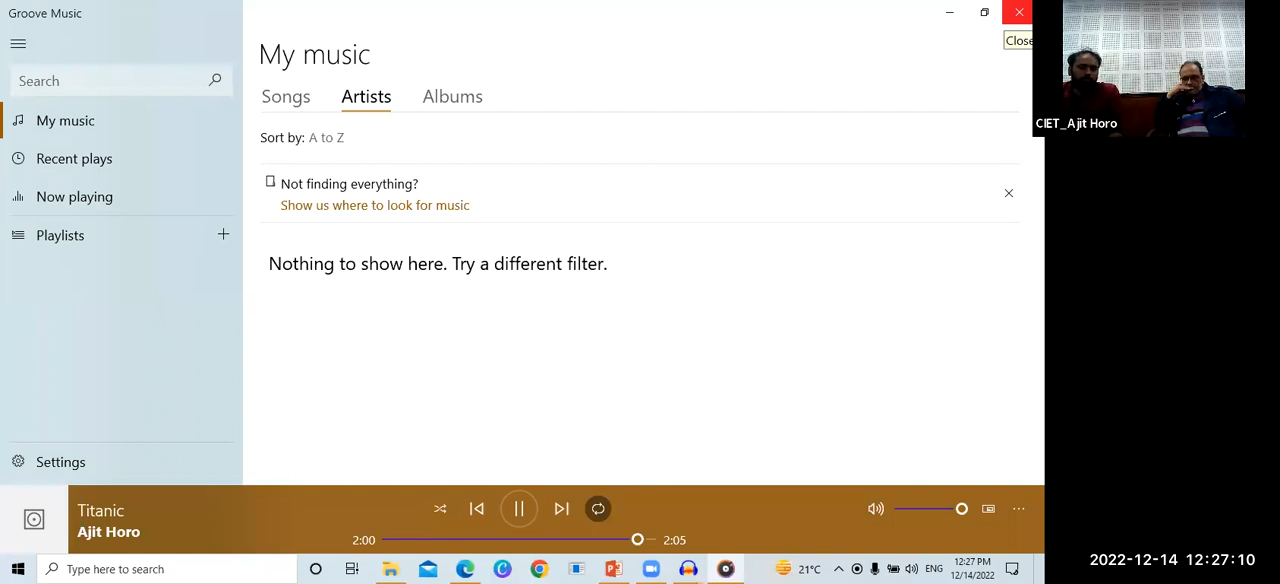 Groove Music
Close
Search
My music
Recent plays
Now playing
Playlists
Settings
My music
Songs Artists Albums
Sort by: A to Z
Not finding everything?
Show us where to look for music
Nothing to show here. Try a different filter.
CIET_Ajit Horo
Titanic
Ajit Horo
2:00
2:05
Type here to search
21°C
ENG
12:27 PM
12/14/2022
2022-12-14 12:27:10